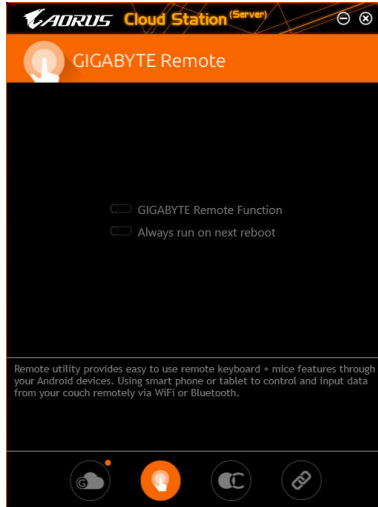 AORUS Cloud Station (Server)
GIGABYTE Remote
GIGABYTE Remote Function
Always run on next reboot
Remote utility provides easy to use remote keyboard + mice features through
your Android devices. Using smart phone or tablet to control and input data
from your couch remotely via WiFi or Bluetooth.
G